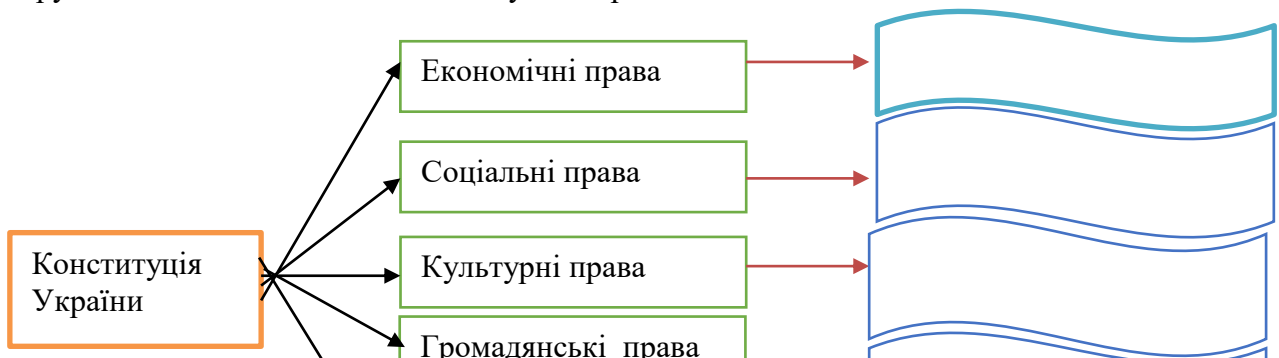 Економічні права
Соціальні права
Культурні права
Конституція
України
Громадянські права